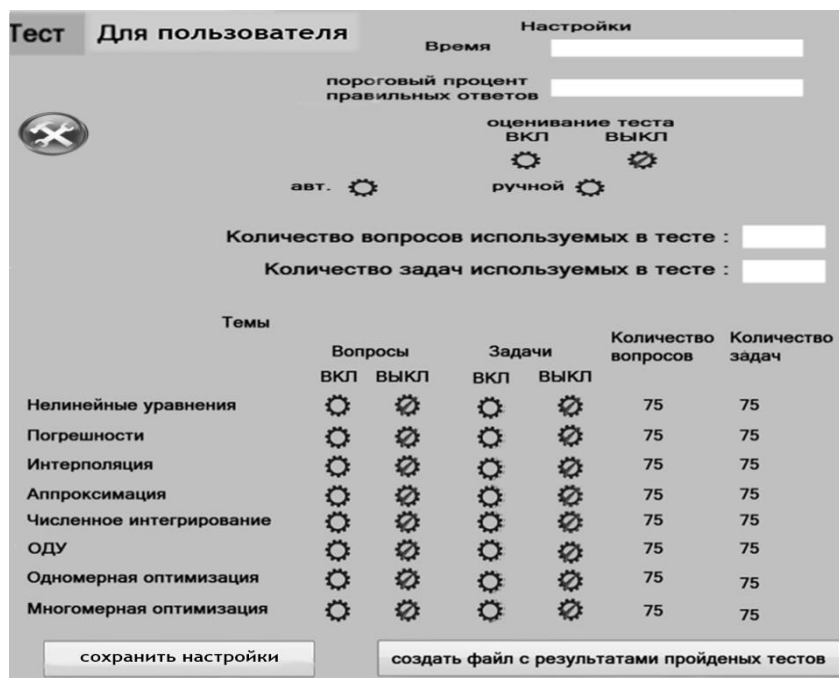 Тест Для пользователя
Настройки
Время
пороговый процент
правильных ответов
оценивание теста
ВКЛ ВЫКЛ
авт. ручной
Количество вопросов используемых в тесте :
Количество задач используемых в тесте :
Темы
Вопросы Задачи Количество вопросов Количество задач
ВКЛ ВЫКЛ ВКЛ ВЫКЛ
Нелинейные уравнения 75 75
Погрешности 75 75
Интерполяция 75 75
Аппроксимация 75 75
Численное интегрирование 75 75
ОДУ 75 75
Одномерная оптимизация 75 75
Многомерная оптимизация 75 75
сохранить настройки создать файл с результатами пройденых тестов